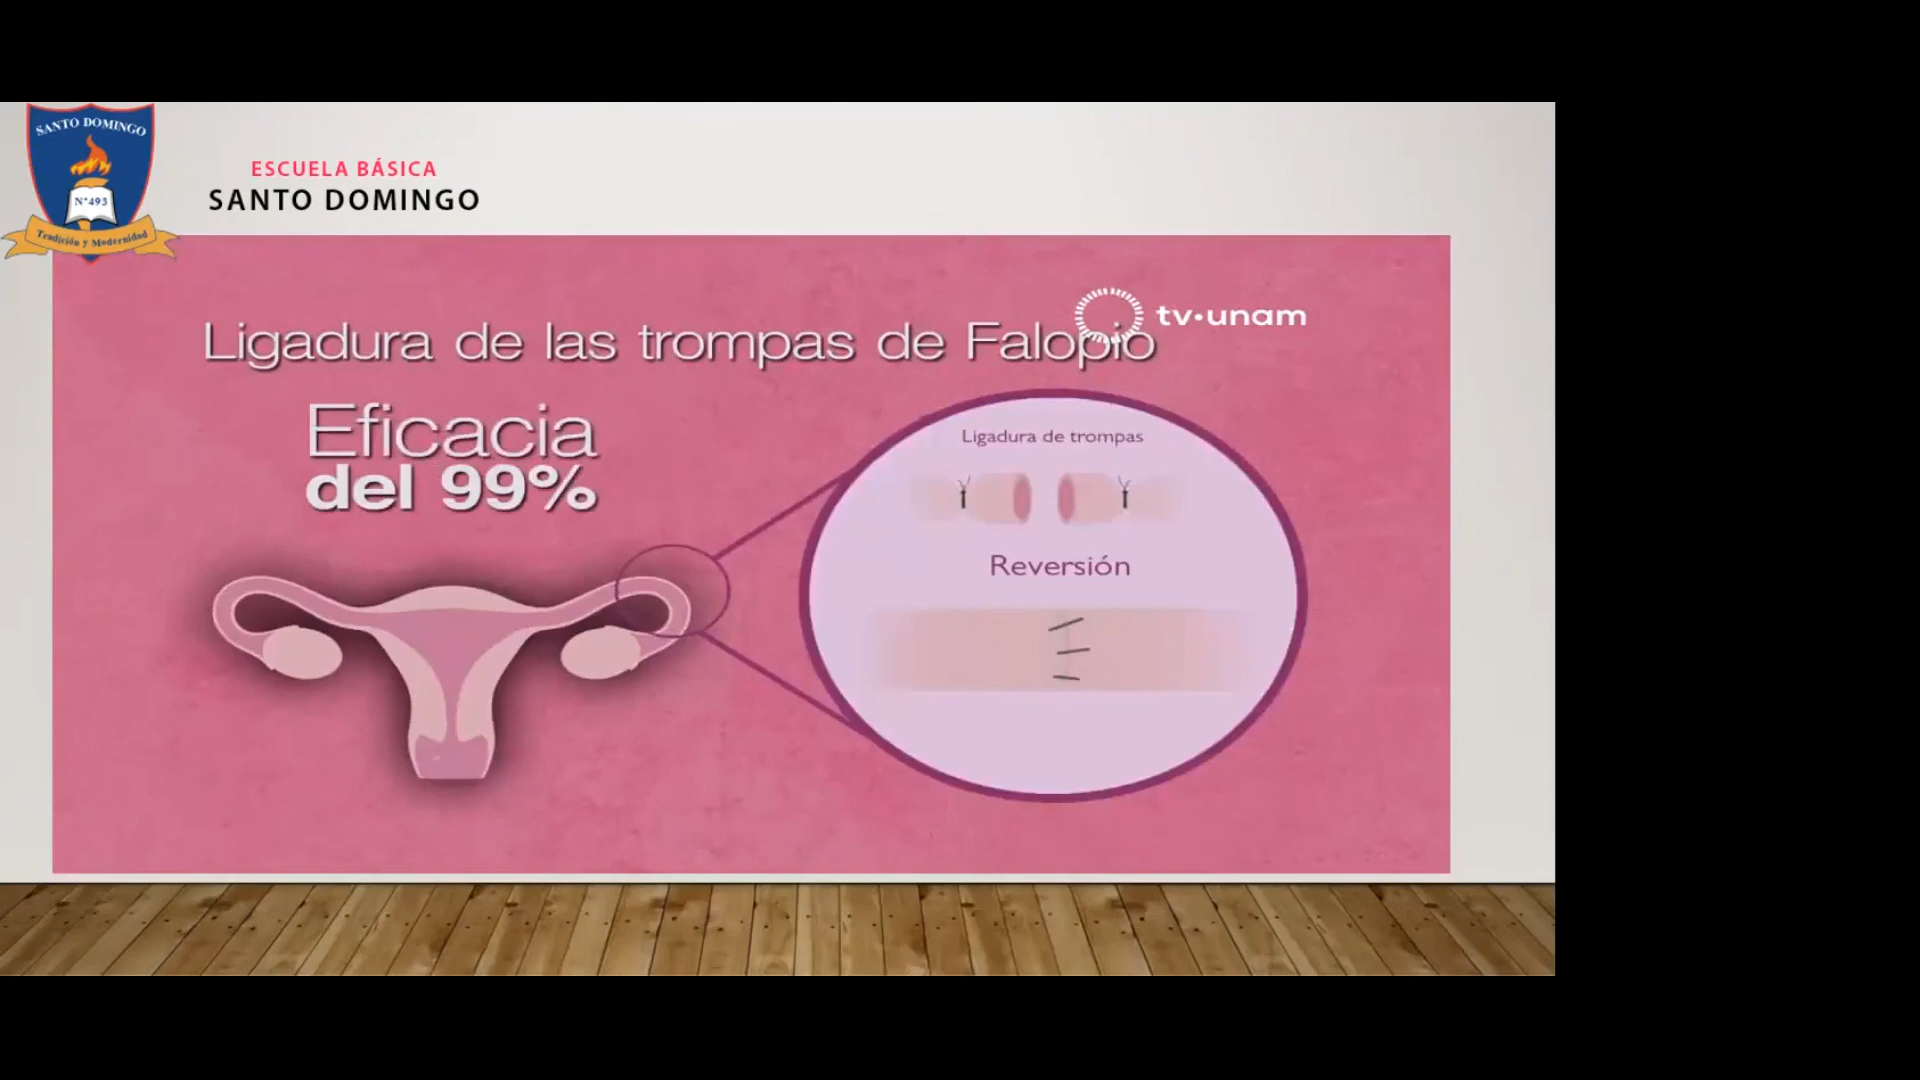 SANTO DOMINGO
N°493
Tradición y Modernidad
ESCUELA BÁSICA
SANTO DOMINGO
tv·unam
Ligadura de las trompas de Falopio
Eficacia
del 99%
Ligadura de trompas
Reversión